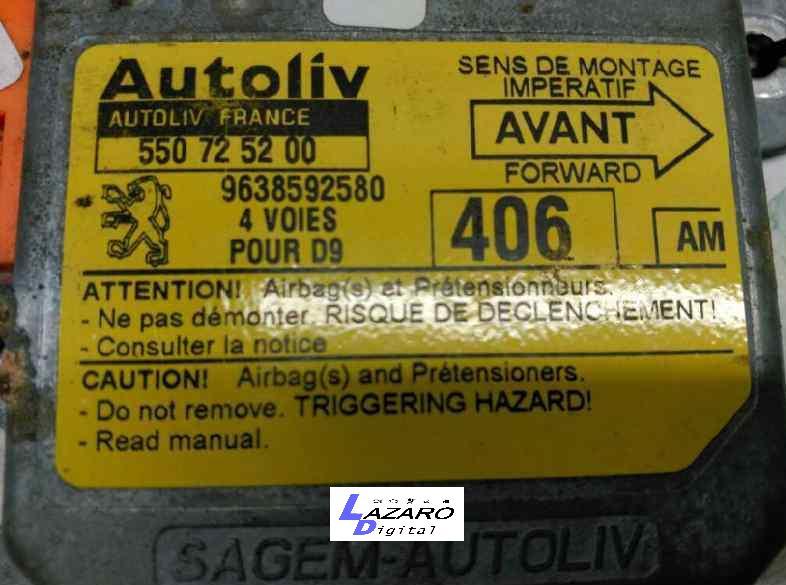 Autoliv
AUTOLIV FRANCE
550 72 52 00
SENS DE MONTAGE
IMPERATIF
AVANT
FORWARD
9638592580
4 VOIES
POUR D9
406
AM
ATTENTION! Airbag(s) et Prétensionneurs.
- Ne pas démonter. RISQUE DE DECLENCHEMENT!
- Consulter la notice
CAUTION! Airbag(s) and Prétensioners.
- Do not remove. TRIGGERING HAZARD!
- Read manual.
LAZARO
Digital
SAGEM-AUTOLIV